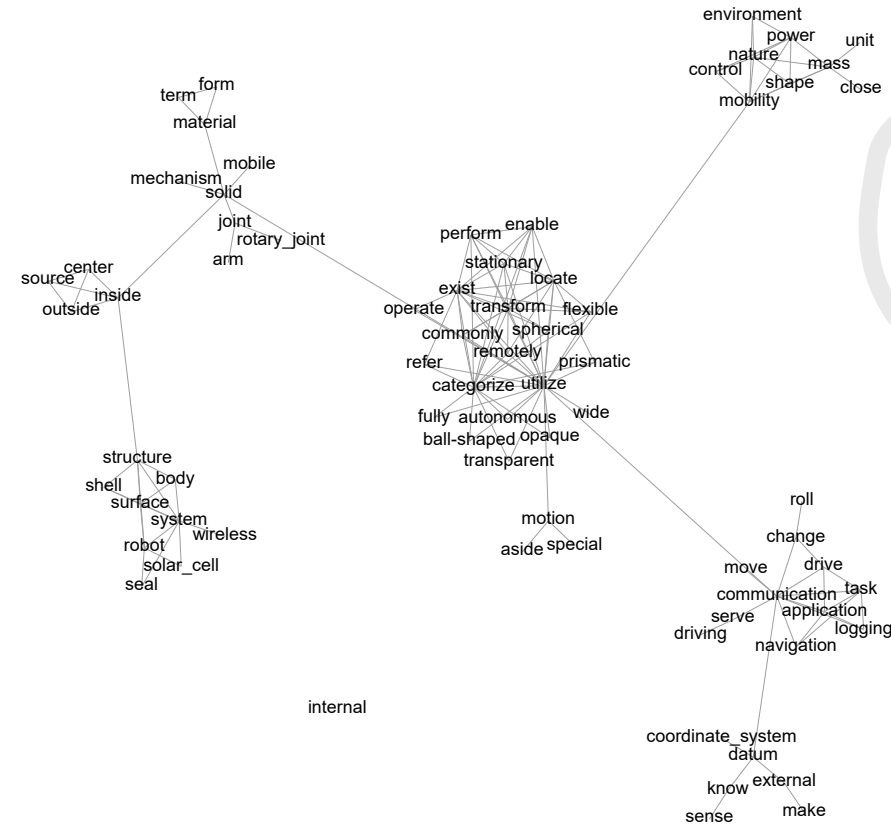 environment
power
unit
nature
mass
control
shape
close
mobility
form
term
material
mobile
mechanism
solid
joint
rotary_joint
arm
center
source
inside
outside
enable
perform
stationary
locate
exist
transform
flexible
operate
commonly
spherical
remotely
refer
prismatic
categorize
utilize
wide
fully
autonomous
ball-shaped
opaque
transparent
structure
body
shell
surface
system
wireless
robot
solar_cell
seal
motion
aside
special
roll
change
move
drive
communication
task
application
serve
logging
driving
navigation
internal
coordinate_system
datum
external
know
make
sense